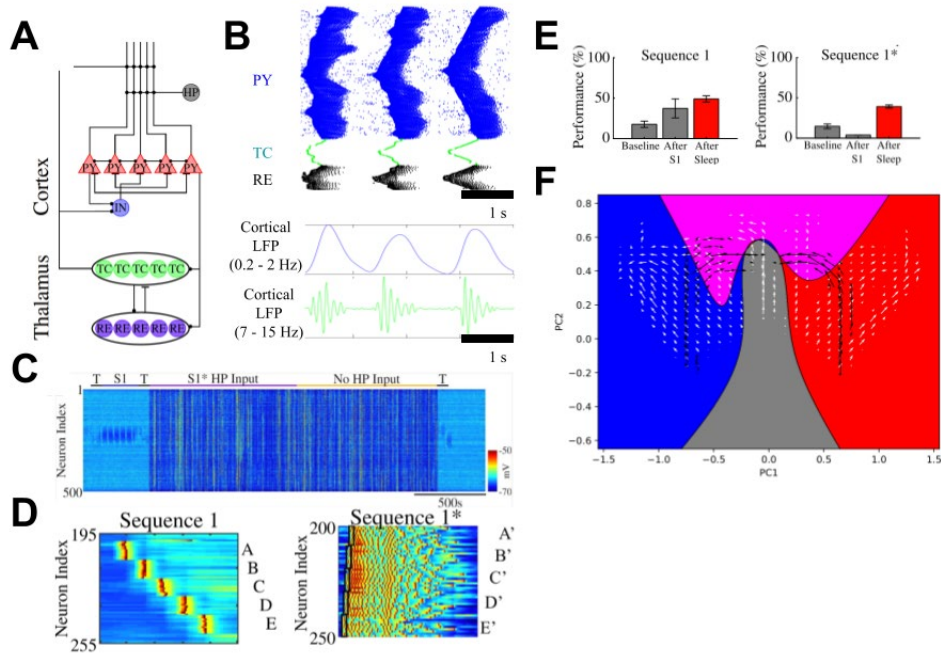 A
HP
PY PY PY PY PY
IN
Cortex
TC TC TC TC TC
RE RE RE RE RE
Thalamus
B
PY
TC
RE
1 s
Cortical
LFP
(0.2 - 2 Hz)
Cortical
LFP
(7 - 15 Hz)
1 s
C
T S1 T S1* HP Input No HP Input T
1
Neuron Index
500
-50
mV
-70
500s
D
Sequence 1
195
Neuron Index
255
A
B
C
D
E
Sequence 1*
200
Neuron Index
250
A'
B'
C'
D'
E'
E
Sequence 1
Performance (%)
100
50
0
Baseline After S1 After Sleep
Sequence 1*
Performance (%)
100
50
0
Baseline After S1 After Sleep
F
PC2
0.8
0.6
0.4
0.2
0.0
−0.2
−0.4
−0.6
−1.5 −1.0 −0.5 0.0 0.5 1.0 1.5
PC1